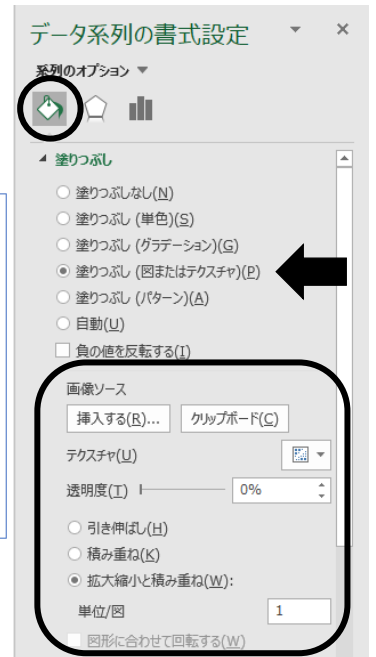 データ系列の書式設定
系列のオプション
塗りつぶし
塗りつぶしなし(N)
塗りつぶし (単色)(S)
塗りつぶし (グラデーション)(G)
塗りつぶし (図またはテクスチャ)(P)
塗りつぶし (パターン)(A)
自動(U)
負の値を反転する(I)
画像ソース
挿入する(R)... クリップボード(C)
テクスチャ(U)
透明度(T) 0%
引き伸ばし(H)
積み重ね(K)
拡大縮小と積み重ね(W):
単位/図 1
図形に合わせて回転する(W)